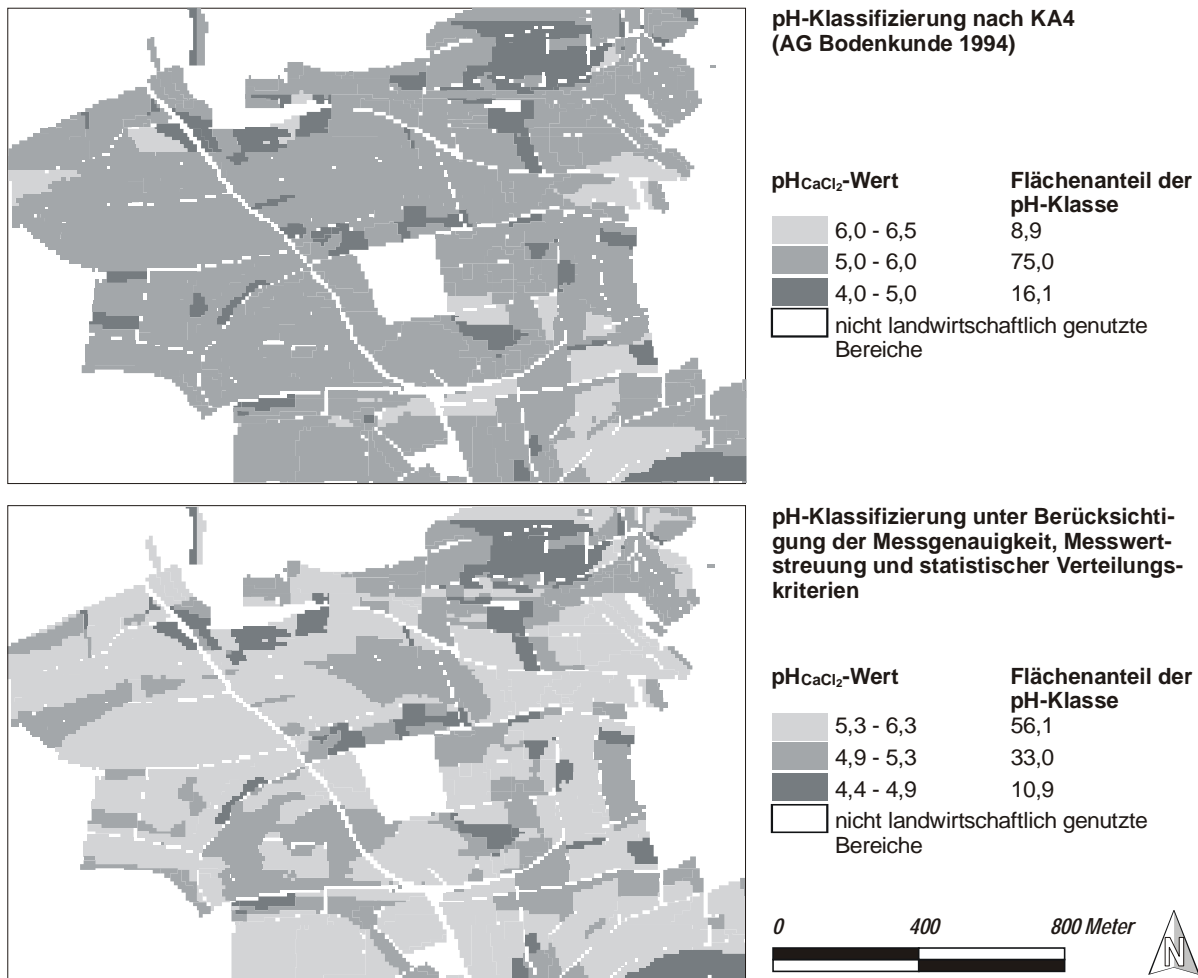 pH-Klassifizierung nach KA4
(AG Bodenkunde 1994)
pHCaCl₂-Wert Flächenanteil der
pH-Klasse
6,0 - 6,5 8,9
5,0 - 6,0 75,0
4,0 - 5,0 16,1
nicht landwirtschaftlich genutzte
Bereiche
pH-Klassifizierung unter Berücksichti-
gung der Messgenauigkeit, Messwert-
streuung und statistischer Verteilungs-
kriterien
pHCaCl₂-Wert Flächenanteil der
pH-Klasse
5,3 - 6,3 56,1
4,9 - 5,3 33,0
4,4 - 4,9 10,9
nicht landwirtschaftlich genutzte
Bereiche
0 400 800 Meter
N